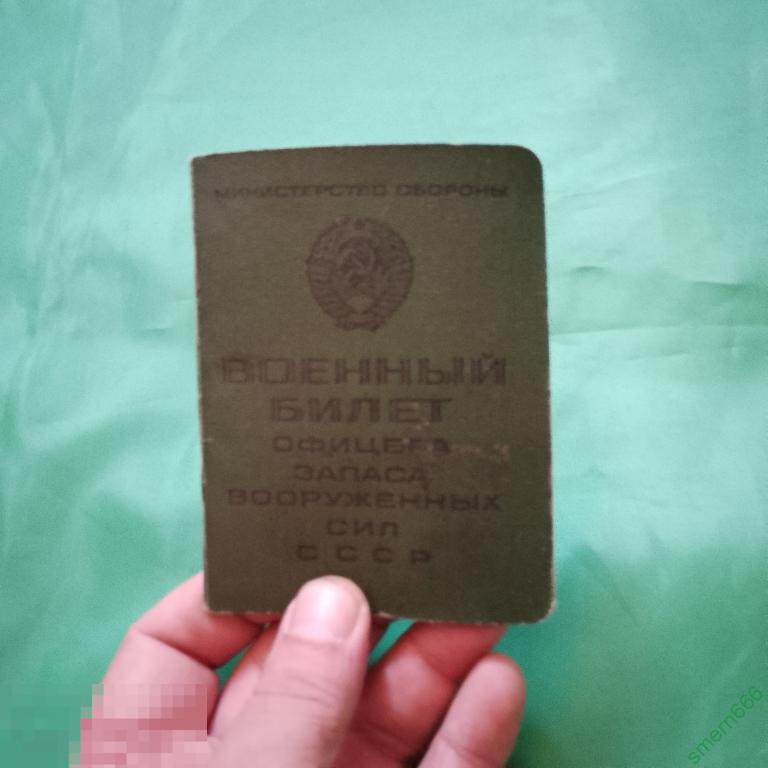 МИНИСТЕРСТВО ОБОРОНЫ
ВОЕННЫЙ
БИЛЕТ
ОФИЦЕРА
ЗАПАСА
ВООРУЖЕННЫХ
СИЛ
СССР
smern666